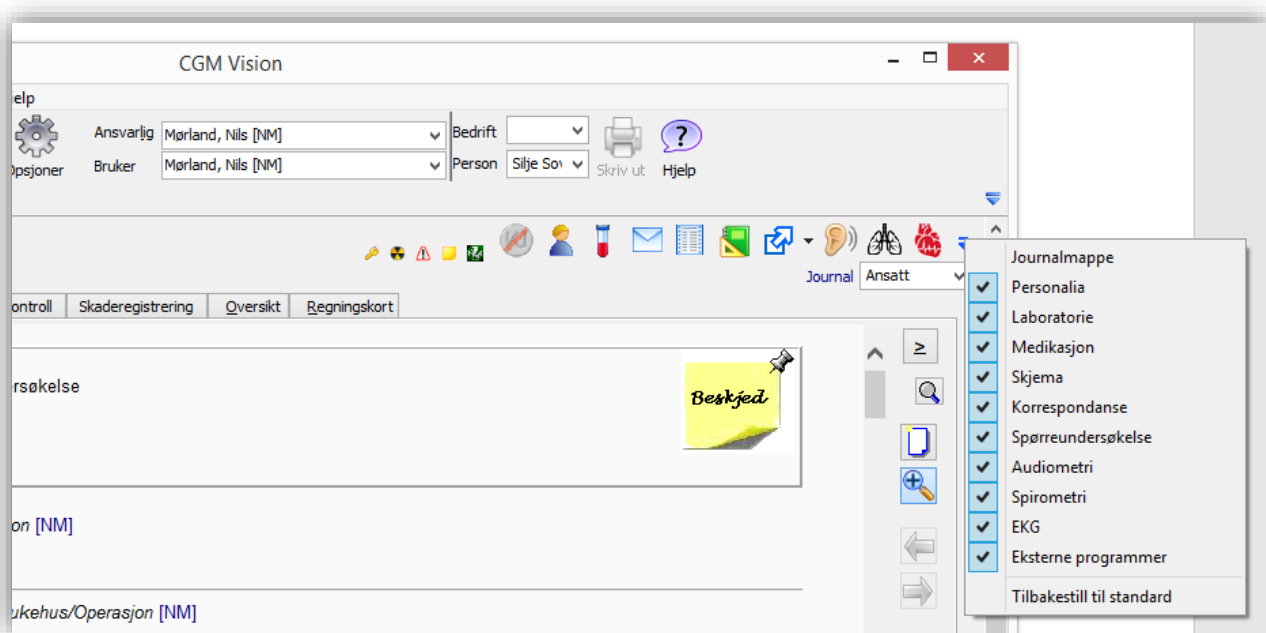 CGM Vision
elp
Ansvarlig Mørland, Nils [NM] Bedrift
Opsjoner Bruker Mørland, Nils [NM] Person Silje Sov Skriv ut Hjelp
Journal Ansatt
ontroll Skaderegistrering Oversikt Regningskort
rsøkelse
Beskjed
≥
on [NM]
ukehus/Operasjon [NM]
Journalmappe
Personalia
Laboratorie
Medikasjon
Skjema
Korrespondanse
Spørreundersøkelse
Audiometri
Spirometri
EKG
Eksterne programmer
Tilbakestill til standard